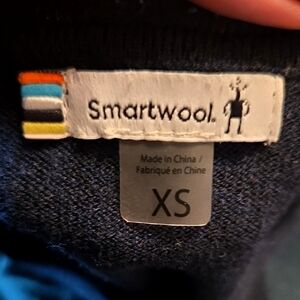 Smartwool.
Made in China /
Fabriqué en Chine
XS